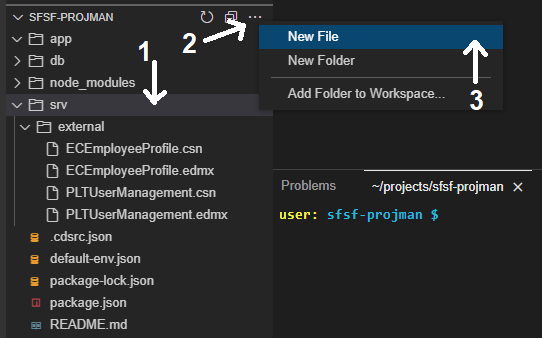 SFSF-PROJMAN
app
db
node_modules
srv
external
ECEmployeeProfile.csn
ECEmployeeProfile.edmx
PLTUserManagement.csn
PLTUserManagement.edmx
.cdsrc.json
default-env.json
package-lock.json
package.json
README.md
1
2
New File
New Folder
Add Folder to Workspace...
3
Problems ~/projects/sfsf-projman
user: sfsf-projman $